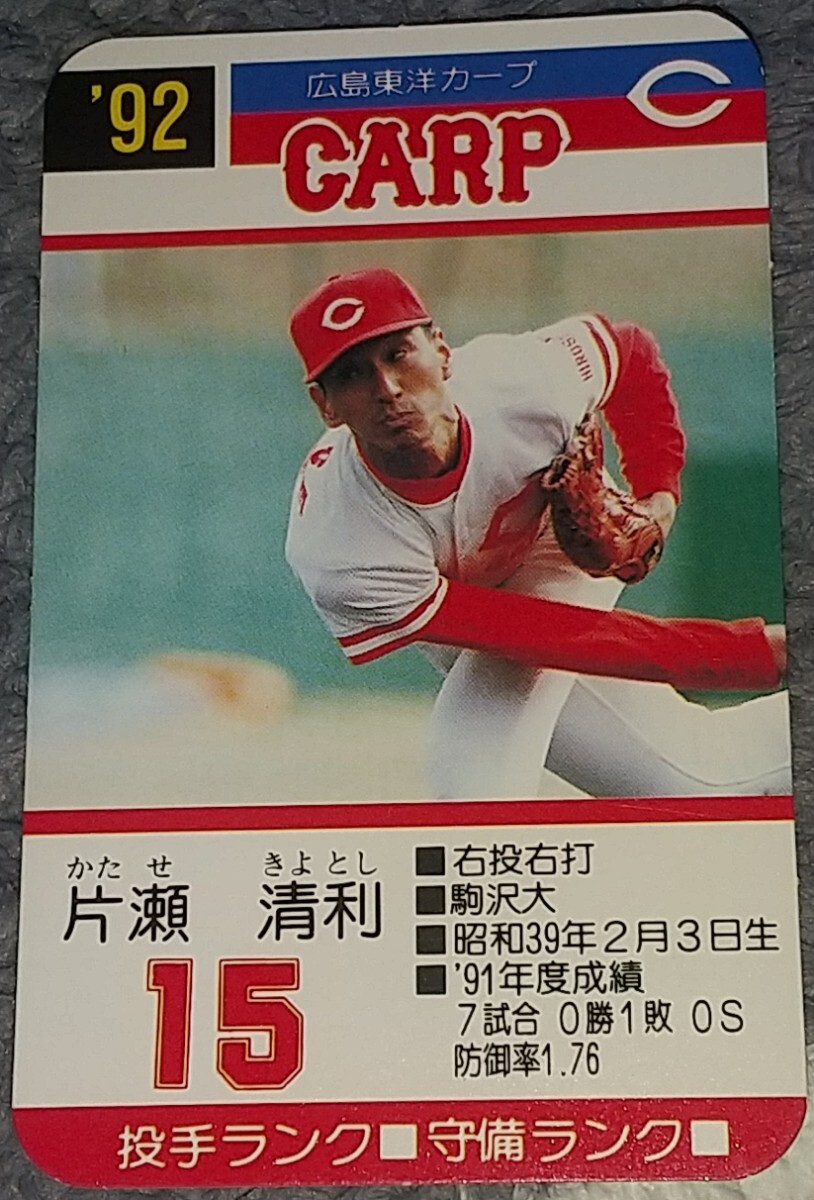 '92
広島東洋カープ
C
CARP
C
HIROS
かたせ きよとし
片瀬 清利
15
■右投右打
■駒沢大
■昭和39年2月3日生
■'91年度成績
7試合 0勝1敗 0S
防御率1.76
投手ランク□守備ランク□